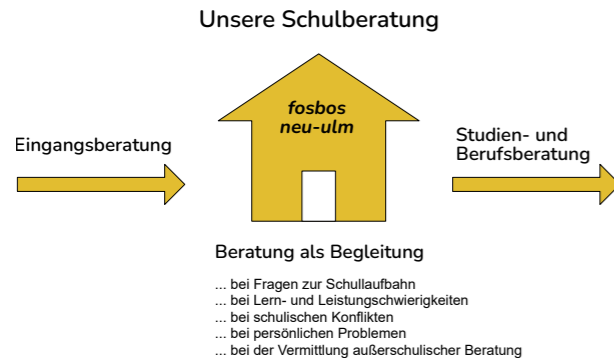 Unsere Schulberatung
fosbos
neu-ulm
Eingangsberatung
Studien- und
Berufsberatung
Beratung als Begleitung
... bei Fragen zur Schullaufbahn
... bei Lern- und Leistungschwierigkeiten
... bei schulischen Konflikten
... bei persönlichen Problemen
... bei der Vermittlung außerschulischer Beratung